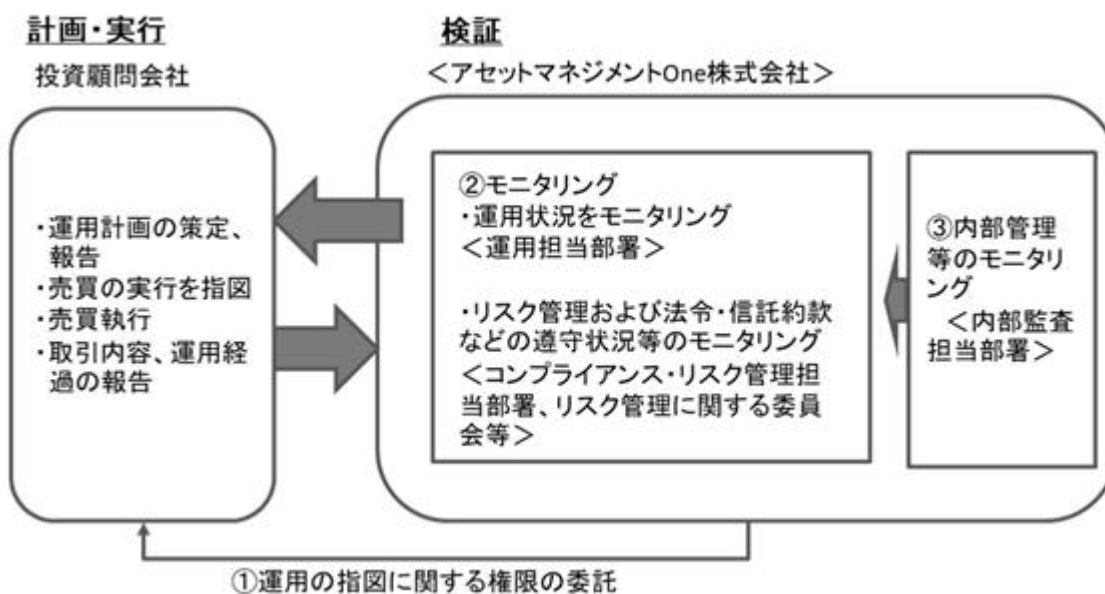 計画・実行
投資顧問会社
・運用計画の策定、
報告
・売買の実行を指図
・売買執行
・取引内容、運用経
過の報告
検証
＜アセットマネジメントOne株式会社＞
②モニタリング
・運用状況をモニタリング
＜運用担当部署＞
・リスク管理および法令・信託約款
などの遵守状況等のモニタリング
＜コンプライアンス・リスク管理担
当部署、リスク管理に関する委員
会等＞
③内部管理
等のモニタリ
ング
＜内部監査
担当部署＞
①運用の指図に関する権限の委託